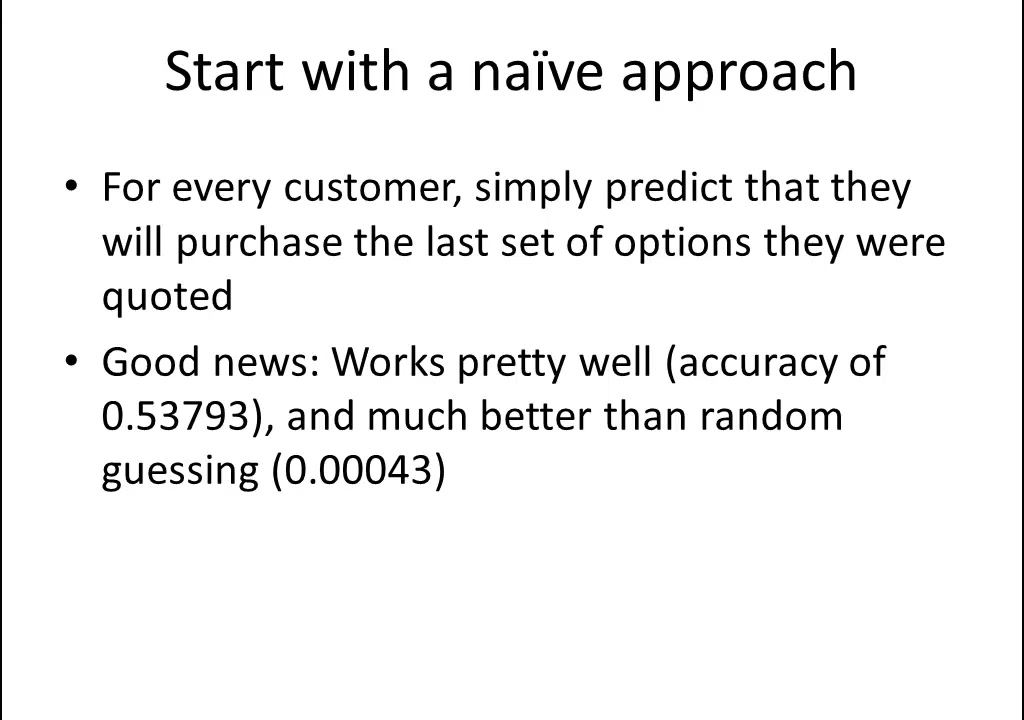 Start with a naïve approach
• For every customer, simply predict that they
will purchase the last set of options they were
quoted
• Good news: Works pretty well (accuracy of
0.53793), and much better than random
guessing (0.00043)